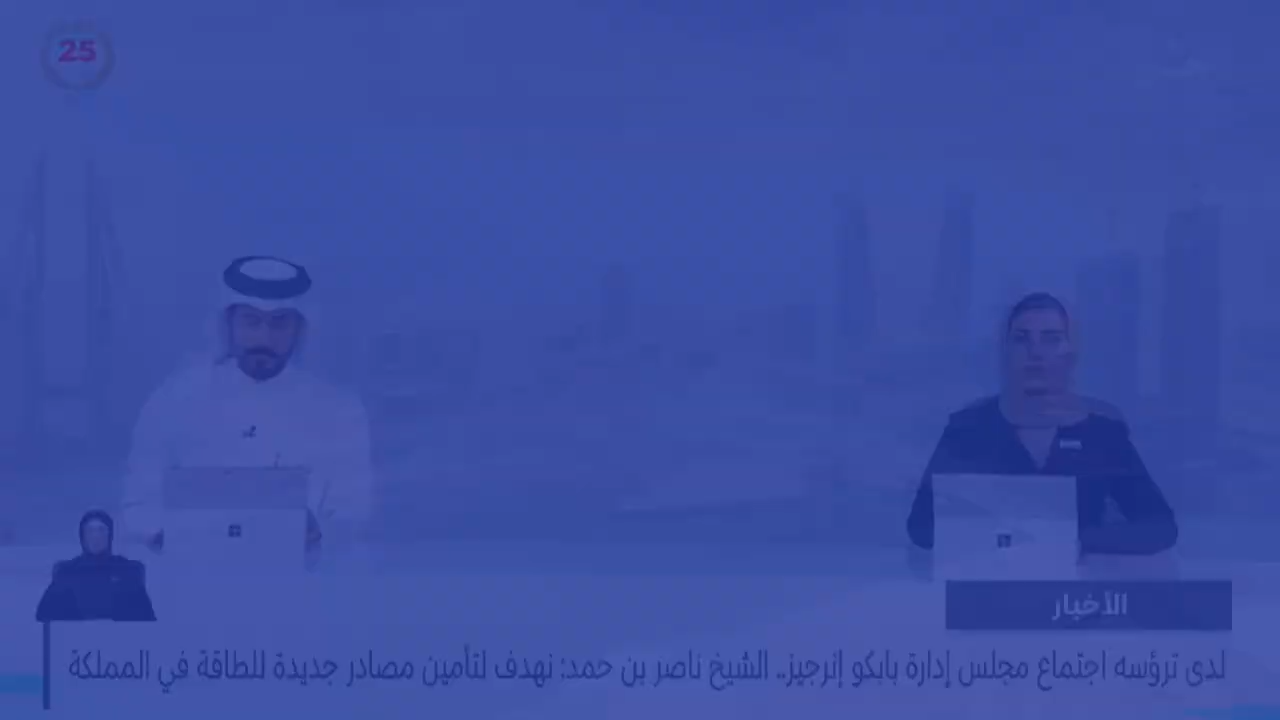 25
الأخبار
لدى ترؤسه اجتماع مجلس إدارة بابكو إنرجيز.. الشيخ ناصر بن حمد: نهدف لتأمين مصادر جديدة للطاقة في المملكة